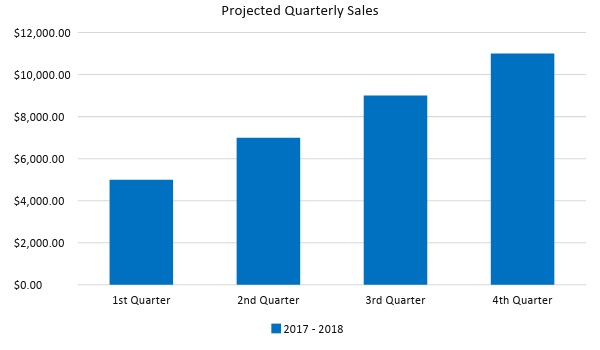 Projected Quarterly Sales
$12,000.00
$10,000.00
$8,000.00
$6,000.00
$4,000.00
$2,000.00
$0.00
1st Quarter 2nd Quarter 3rd Quarter 4th Quarter
2017 - 2018